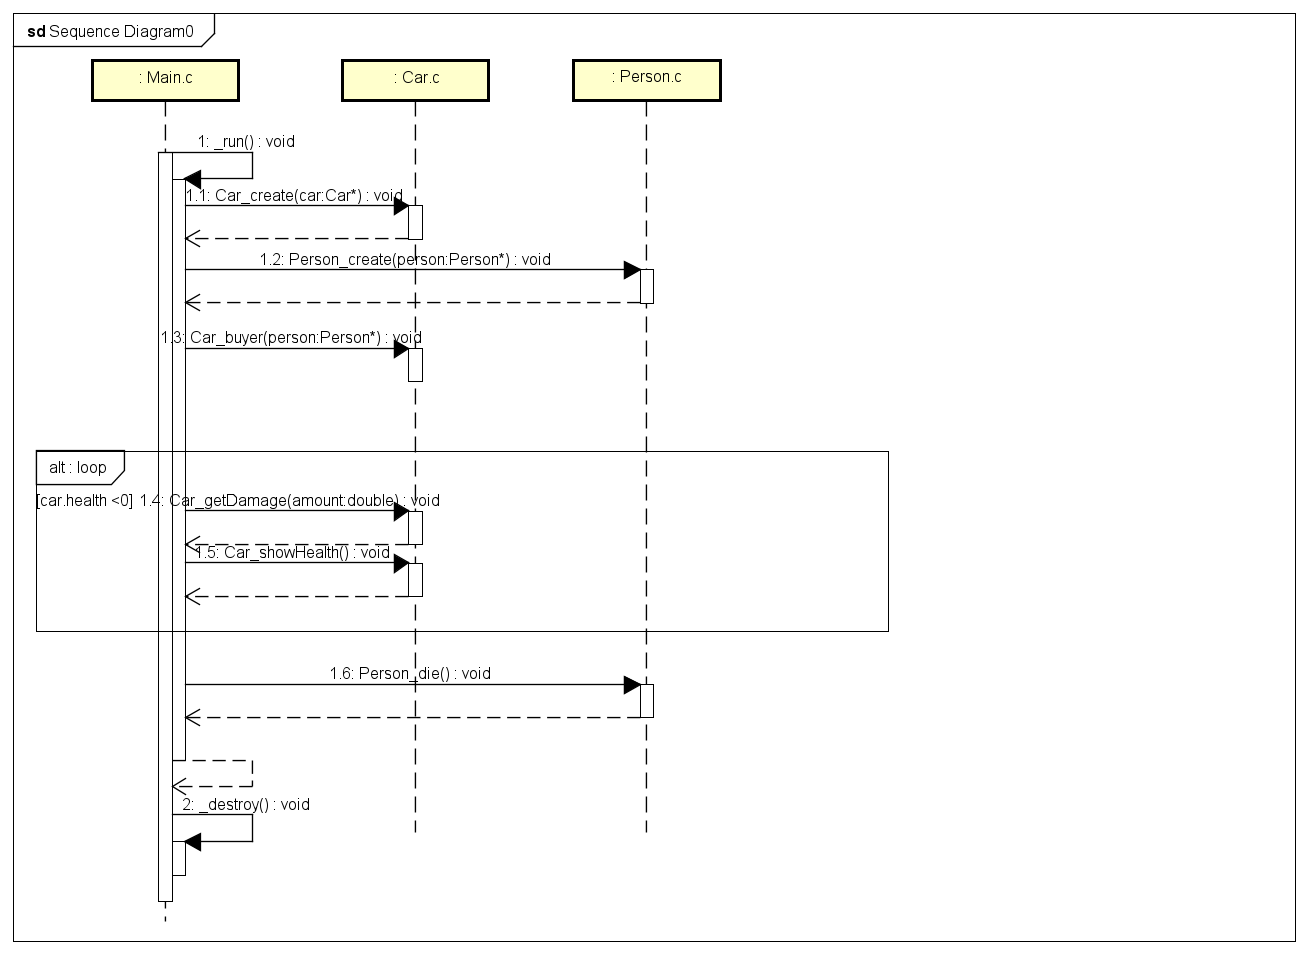 sd Sequence Diagram0
: Main.c
: Car.c
: Person.c
1: _run() : void
1.1: Car_create(car:Car*) : void
1.2: Person_create(person:Person*) : void
1.3: Car_buyer(person:Person*) : void
alt : loop
[car.health <0] 1.4: Car_getDamage(amount:double) : void
1.5: Car_showHealth() : void
1.6: Person_die() : void
2: _destroy() : void